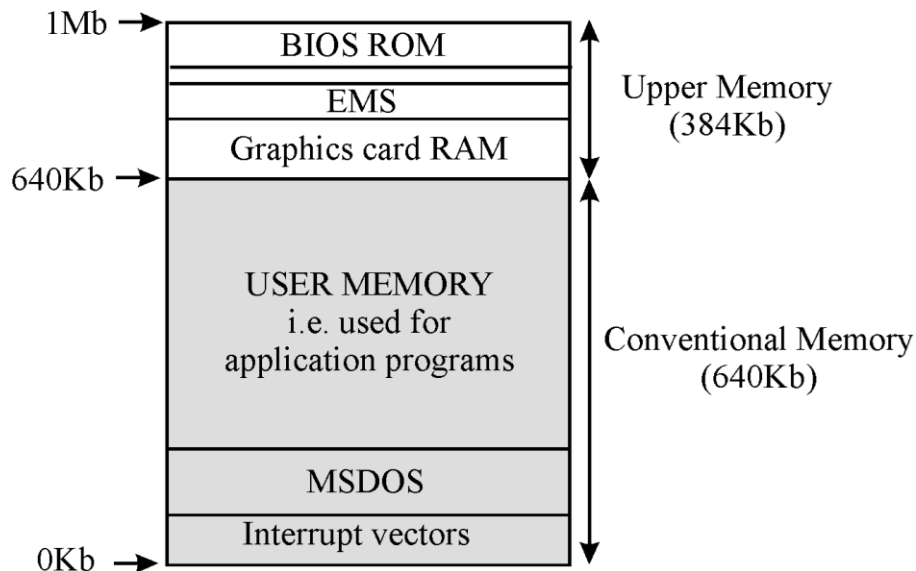 1Mb
BIOS ROM
EMS
Graphics card RAM
Upper Memory
(384Kb)
640Kb
USER MEMORY
i.e. used for
application programs
Conventional Memory
(640Kb)
MSDOS
Interrupt vectors
0Kb